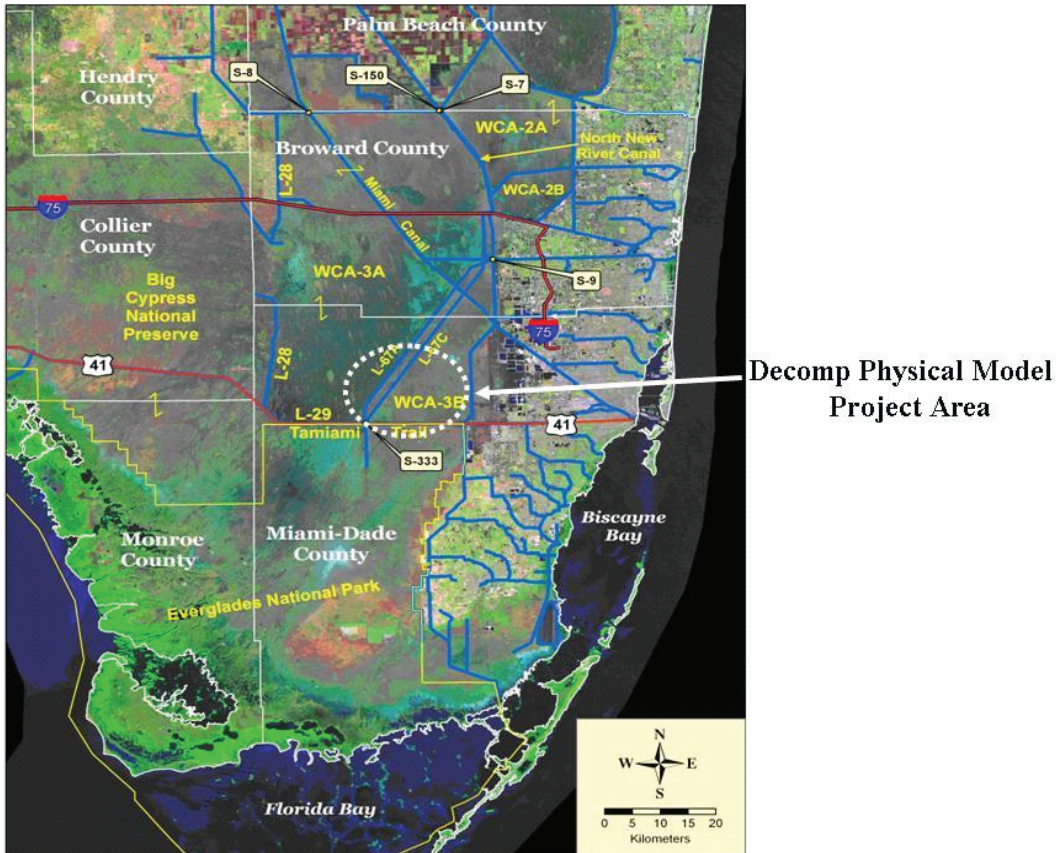 Palm Beach County
Hendry
County
S-8
S-150
S-7
WCA-2A
North New
River Canal
Broward County
L-28
Miami Canal
WCA-2B
75
Collier
County
WCA-3A
S-9
Big
Cypress
National
Preserve
75
L-67A
L-67C
41
L-28
WCA-3B
Decomp Physical Model
Project Area
L-29
Tamiami Trail
41
S-333
Biscayne
Bay
Monroe
County
Miami-Dade
County
Everglades National Park
N
W E
S
0 5 10 15 20
Kilometers
Florida Bay